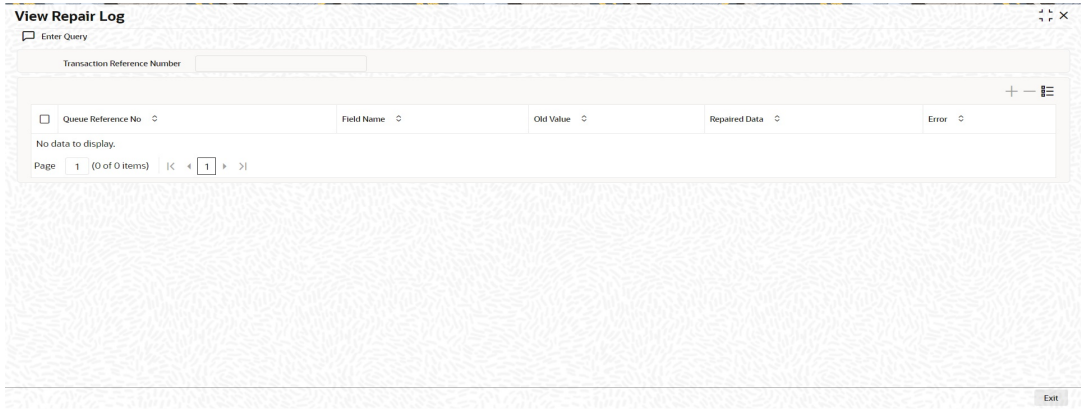 View Repair Log
Enter Query
Transaction Reference Number
Queue Reference No Field Name Old Value Repaired Data Error
No data to display.
Page 1 (0 of 0 items) 1
Exit